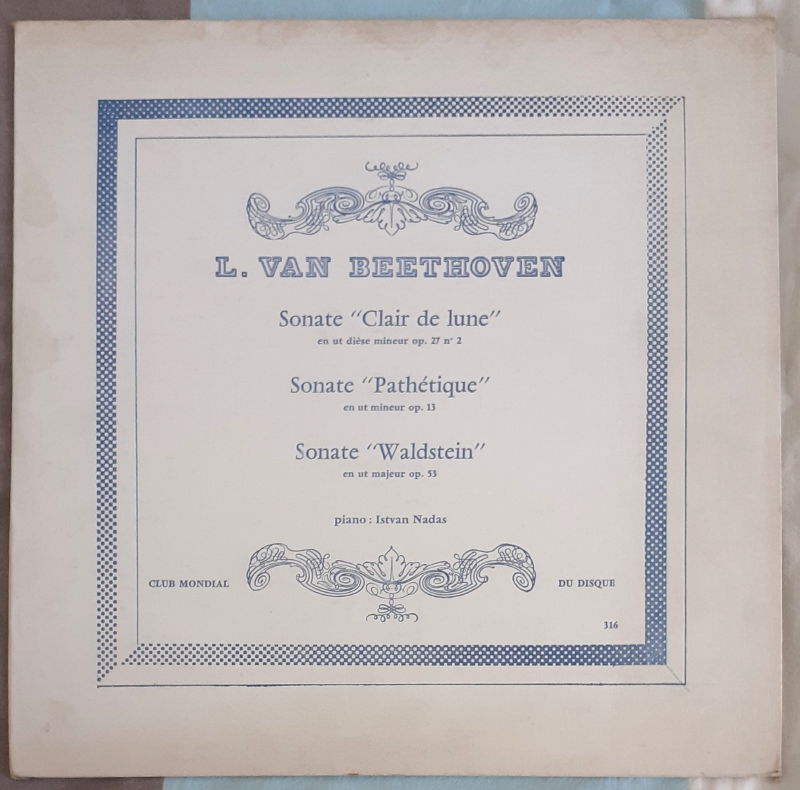 L. VAN BEETHOVEN
Sonate "Clair de lune"
en ut dièse mineur op. 27 n° 2
Sonate "Pathétique"
en ut mineur op. 13
Sonate "Waldstein"
en ut majeur op. 53
piano : Istvan Nadas
CLUB MONDIAL DU DISQUE
316